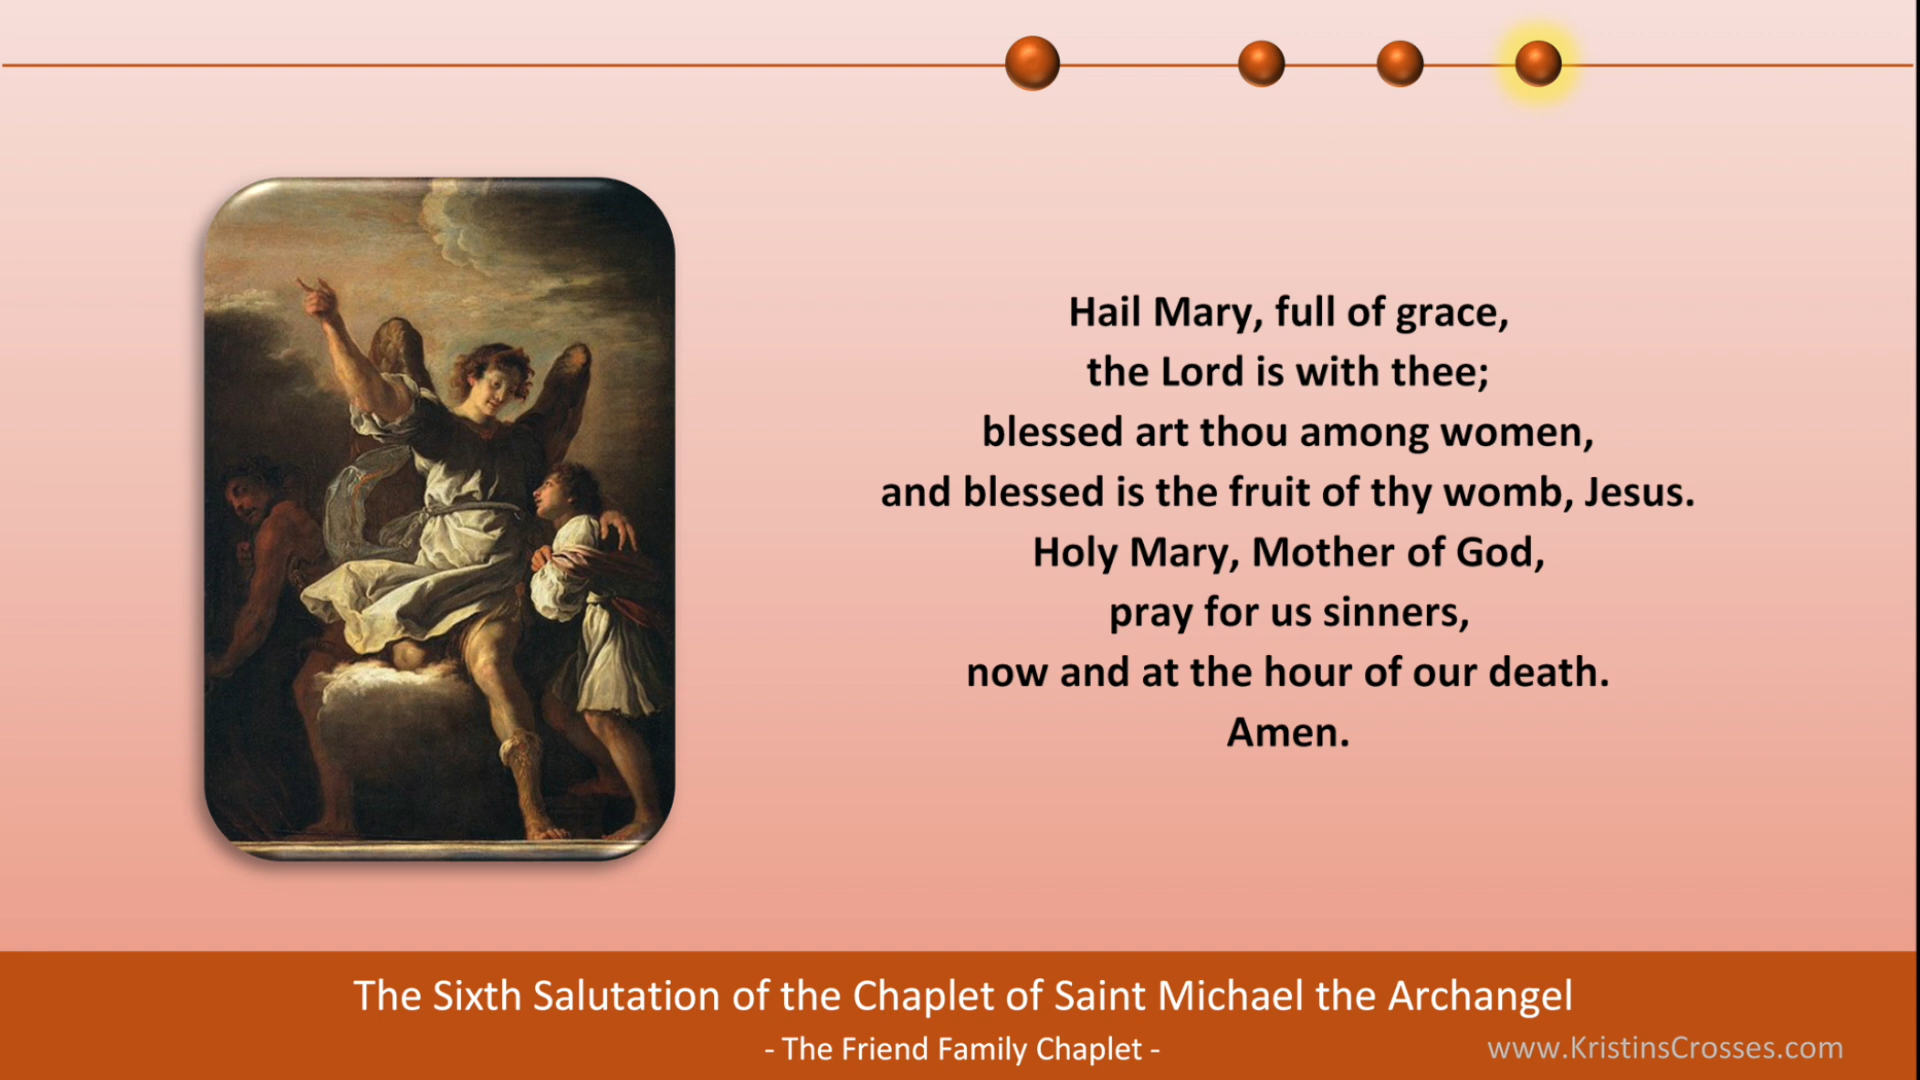 Hail Mary, full of grace,
the Lord is with thee;
blessed art thou among women,
and blessed is the fruit of thy womb, Jesus.
Holy Mary, Mother of God,
pray for us sinners,
now and at the hour of our death.
Amen.
The Sixth Salutation of the Chaplet of Saint Michael the Archangel
- The Friend Family Chaplet -
www.KristinsCrosses.com